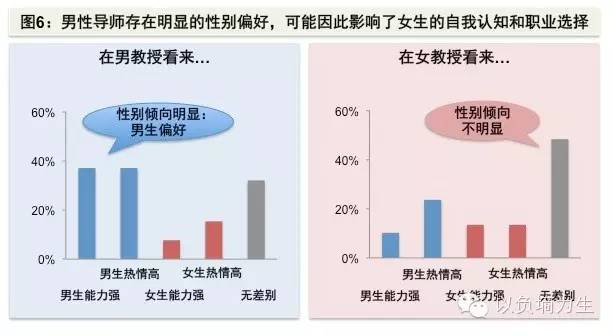 图6：男性导师存在明显的性别偏好，可能因此影响了女生的自我认知和职业选择
在男教授看来…
60%
40%
20%
0%
性别倾向明显：
男生偏好
男生热情高
女生热情高
男生能力强
女生能力强
无差别
在女教授看来…
60%
40%
20%
0%
性别倾向
不明显
男生热情高
女生热情高
男生能力强
女生能力强
无差别
以负熵为生